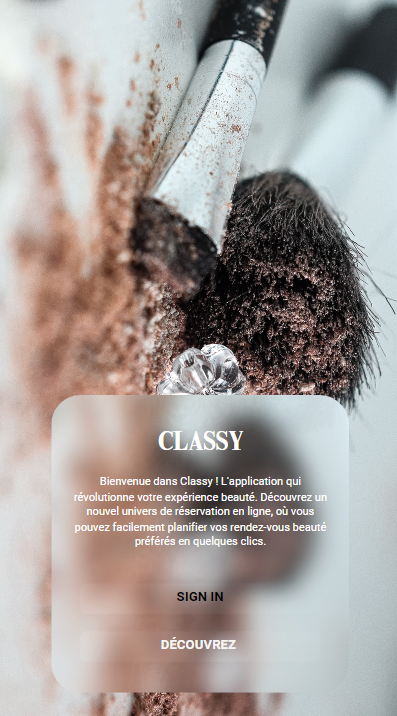 CLASSY
Bienvenue dans Classy ! L'application qui
révolutionne votre expérience beauté. Découvrez un
nouvel univers de réservation en ligne, où vous
pouvez facilement planifier vos rendez-vous beauté
préférés en quelques clics.
SIGN IN
DÉCOUVREZ